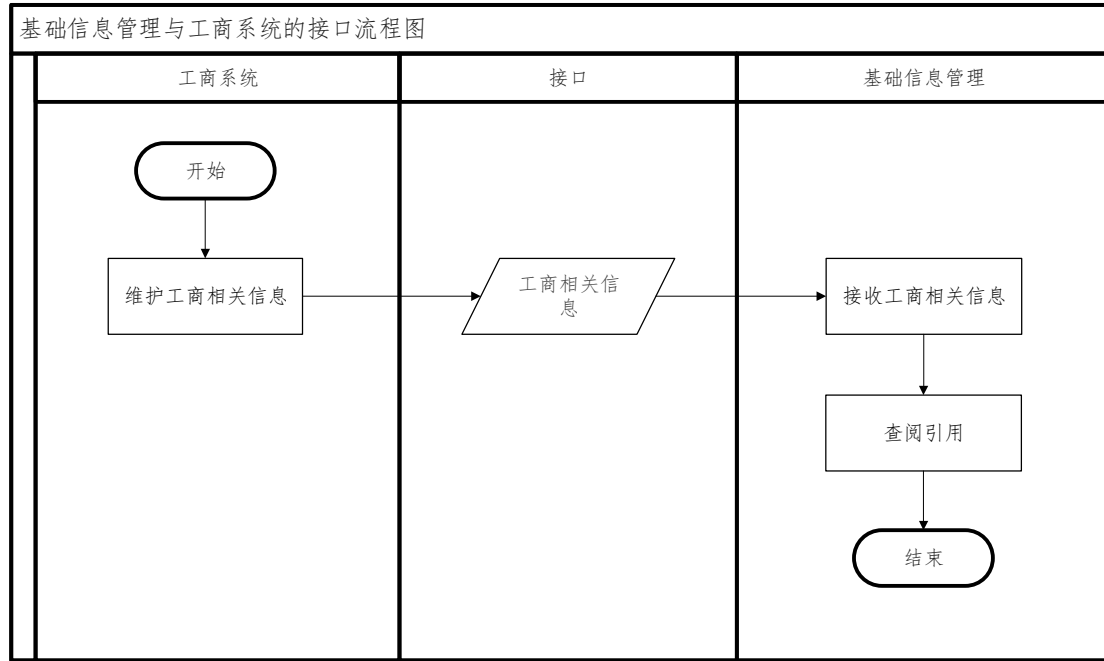 基础信息管理与工商系统的接口流程图
工商系统
接口
基础信息管理
开始
维护工商相关信息
工商相关信
息
接收工商相关信息
查阅引用
结束